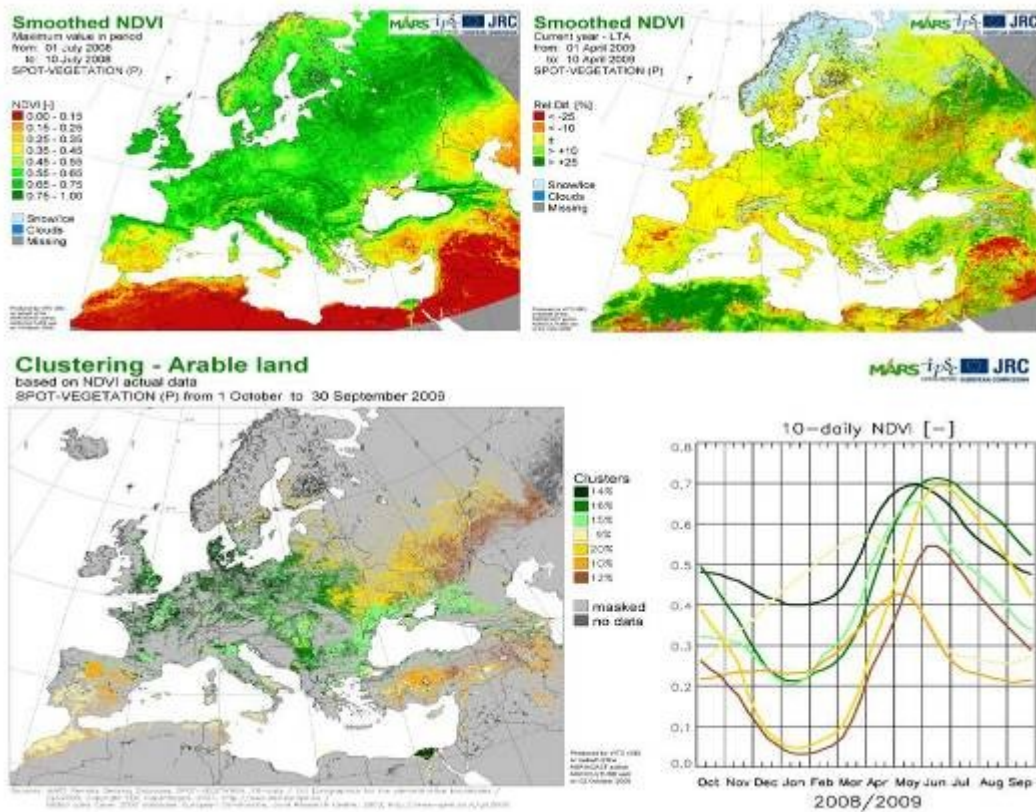 Smoothed NDVI
Maximum value in period
from: 01 July 2008
to: 10 July 2008
SPOT-VEGETATION (P)
MARS ipsc JRC
NDVI [-]
0.00 - 0.15
0.15 - 0.25
0.25 - 0.35
0.35 - 0.45
0.45 - 0.55
0.55 - 0.65
0.65 - 0.75
0.75 - 1.00
Snow/Ice
Clouds
Missing
Smoothed NDVI
Current year - LTA
from: 01 April 2009
to: 10 April 2009
SPOT-VEGETATION (P)
MARS ipsc JRC
Rel.Dif. [%]
< -25
< -10
±
> +10
> +25
Snow/Ice
Clouds
Missing
Clustering - Arable land
based on NDVI actual data
SPOT-VEGETATION (P) from 1 October to 30 September 2009
MARS ipsc JRC
EUROPEAN COMMISSION
Clusters
14%
16%
15%
9%
20%
10%
12%
masked
no data
10-daily NDVI [-]
0.8
0.7
0.6
0.5
0.4
0.3
0.2
0.1
0.0
Oct Nov Dec Jan Feb Mar Apr May Jun Jul Aug Sep
2008/2009